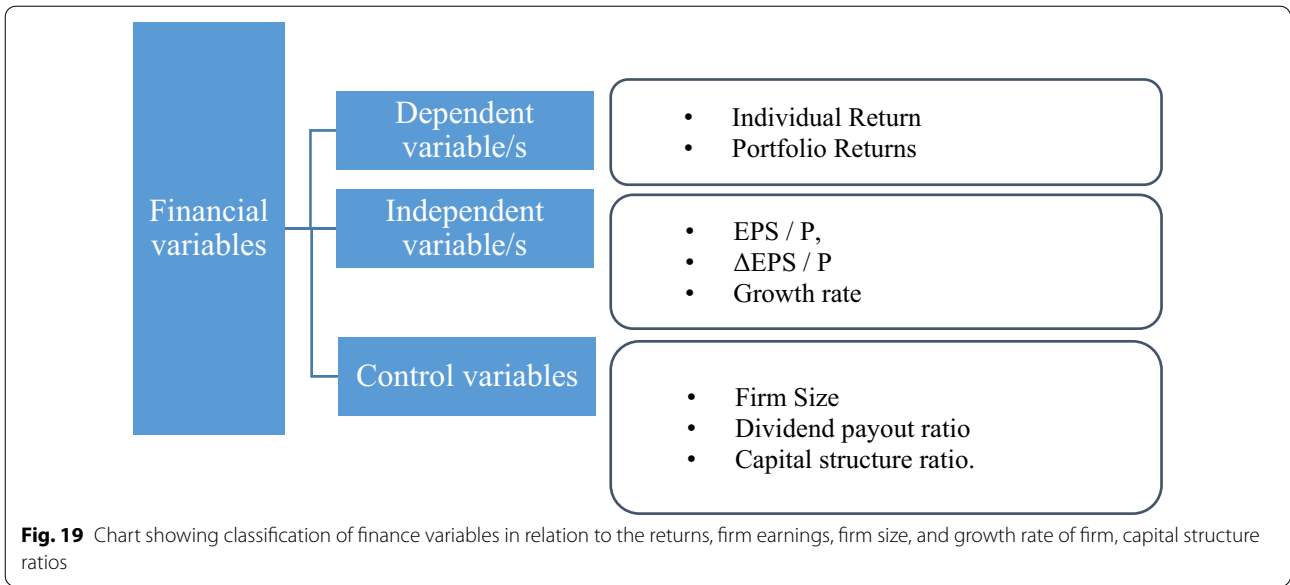 Financial
variables
Dependent
variable/s
• Individual Return
• Portfolio Returns
Independent
variable/s
• EPS / P,
• ΔEPS / P
• Growth rate
Control variables
• Firm Size
• Dividend payout ratio
• Capital structure ratio.
Fig. 19 Chart showing classification of finance variables in relation to the returns, firm earnings, firm size, and growth rate of firm, capital structure
ratios